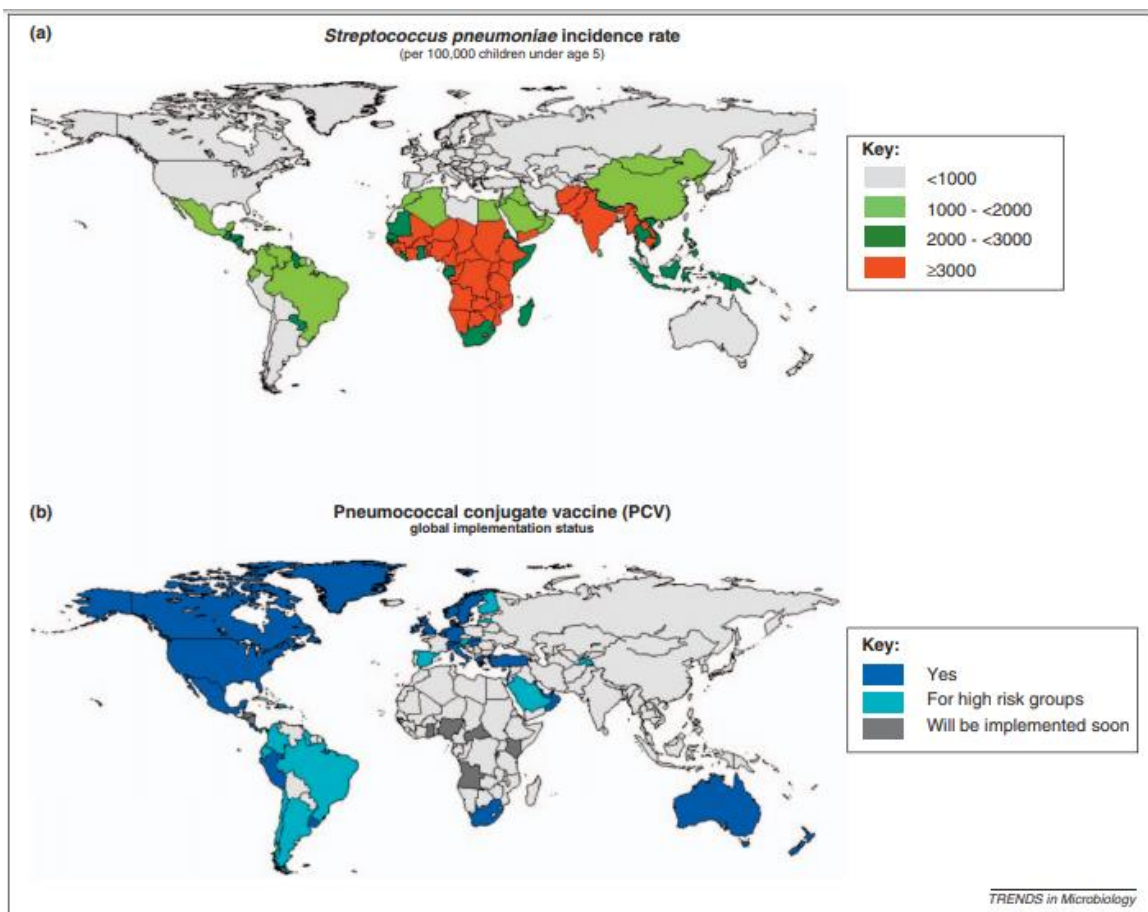 (a)
Streptococcus pneumoniae incidence rate
(per 100,000 children under age 5)
Key:
<1000
1000 - <2000
2000 - <3000
≥3000
(b)
Pneumococcal conjugate vaccine (PCV)
global implementation status
Key:
Yes
For high risk groups
Will be implemented soon
TRENDS in Microbiology